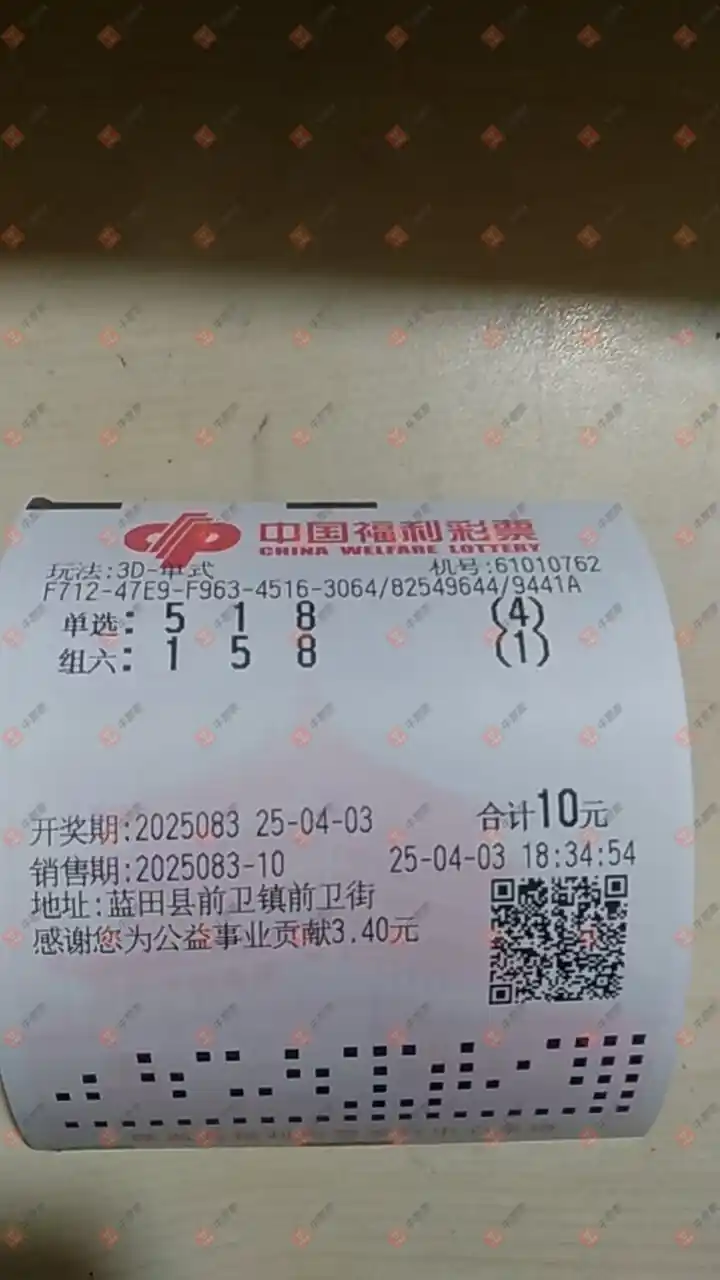 中国福利彩票
CHINA WELFARE LOTTERY
玩法:3D-单式 机号:61010762
F712-47E9-F963-4516-3064/82549644/9441A
单选: 5 1 8 (4)
组六: 1 5 8 (1)
开奖期:2025083 25-04-03 合计10元
销售期:2025083-10 25-04-03 18:34:54
地址:蓝田县前卫镇前卫街
感谢您为公益事业贡献3.40元